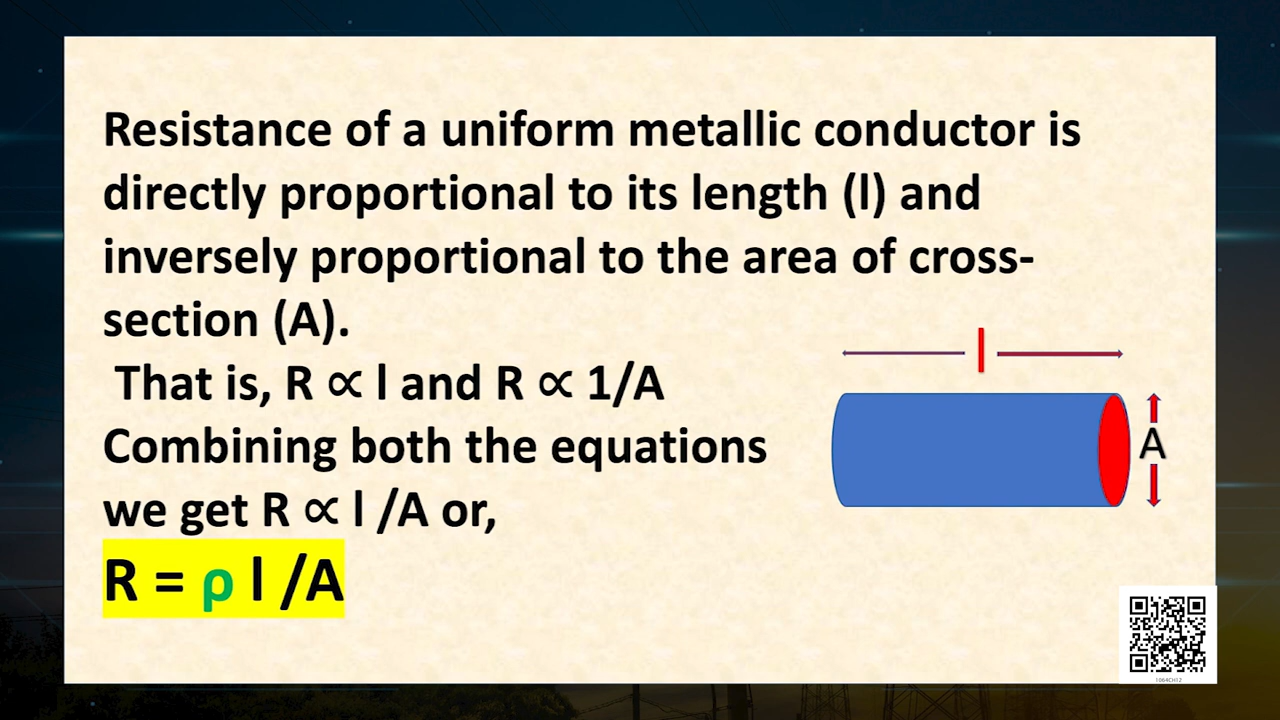 Resistance of a uniform metallic conductor is
directly proportional to its length (l) and
inversely proportional to the area of cross-
section (A).
That is, R ∝ l and R ∝ 1/A
Combining both the equations
we get R ∝ l /A or,
R = ρ l /A
l
A
1064CH12